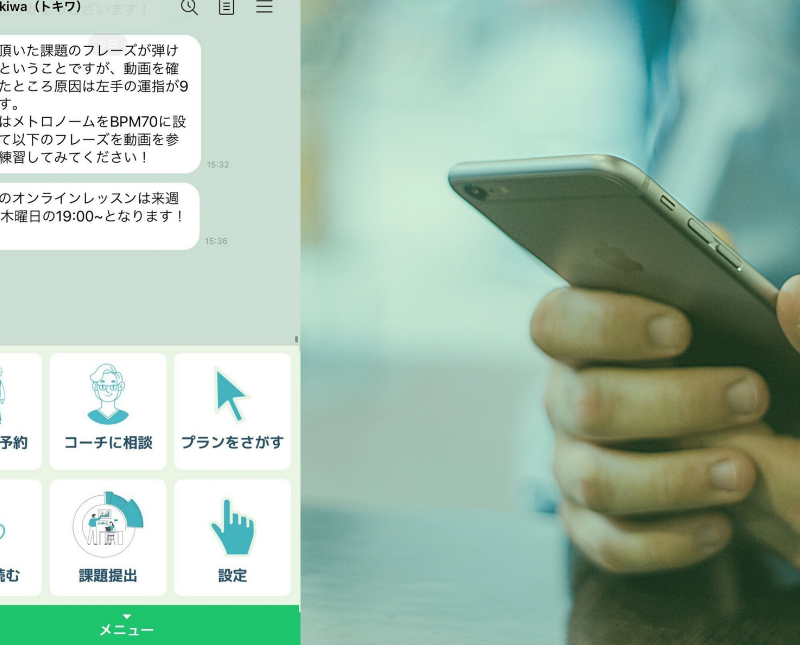 kiwa（トキワ）
頂いた課題のフレーズが弾け
ということですが、動画を確
たところ原因は左手の運指が9
す。
はメトロノームをBPM70に設
て以下のフレーズを動画を参
練習してみてください！
15:32
のオンラインレッスンは来週
木曜日の19:00~となります！
15:36
予約
コーチに相談
プランをさがす
読む
課題提出
設定
メニュー